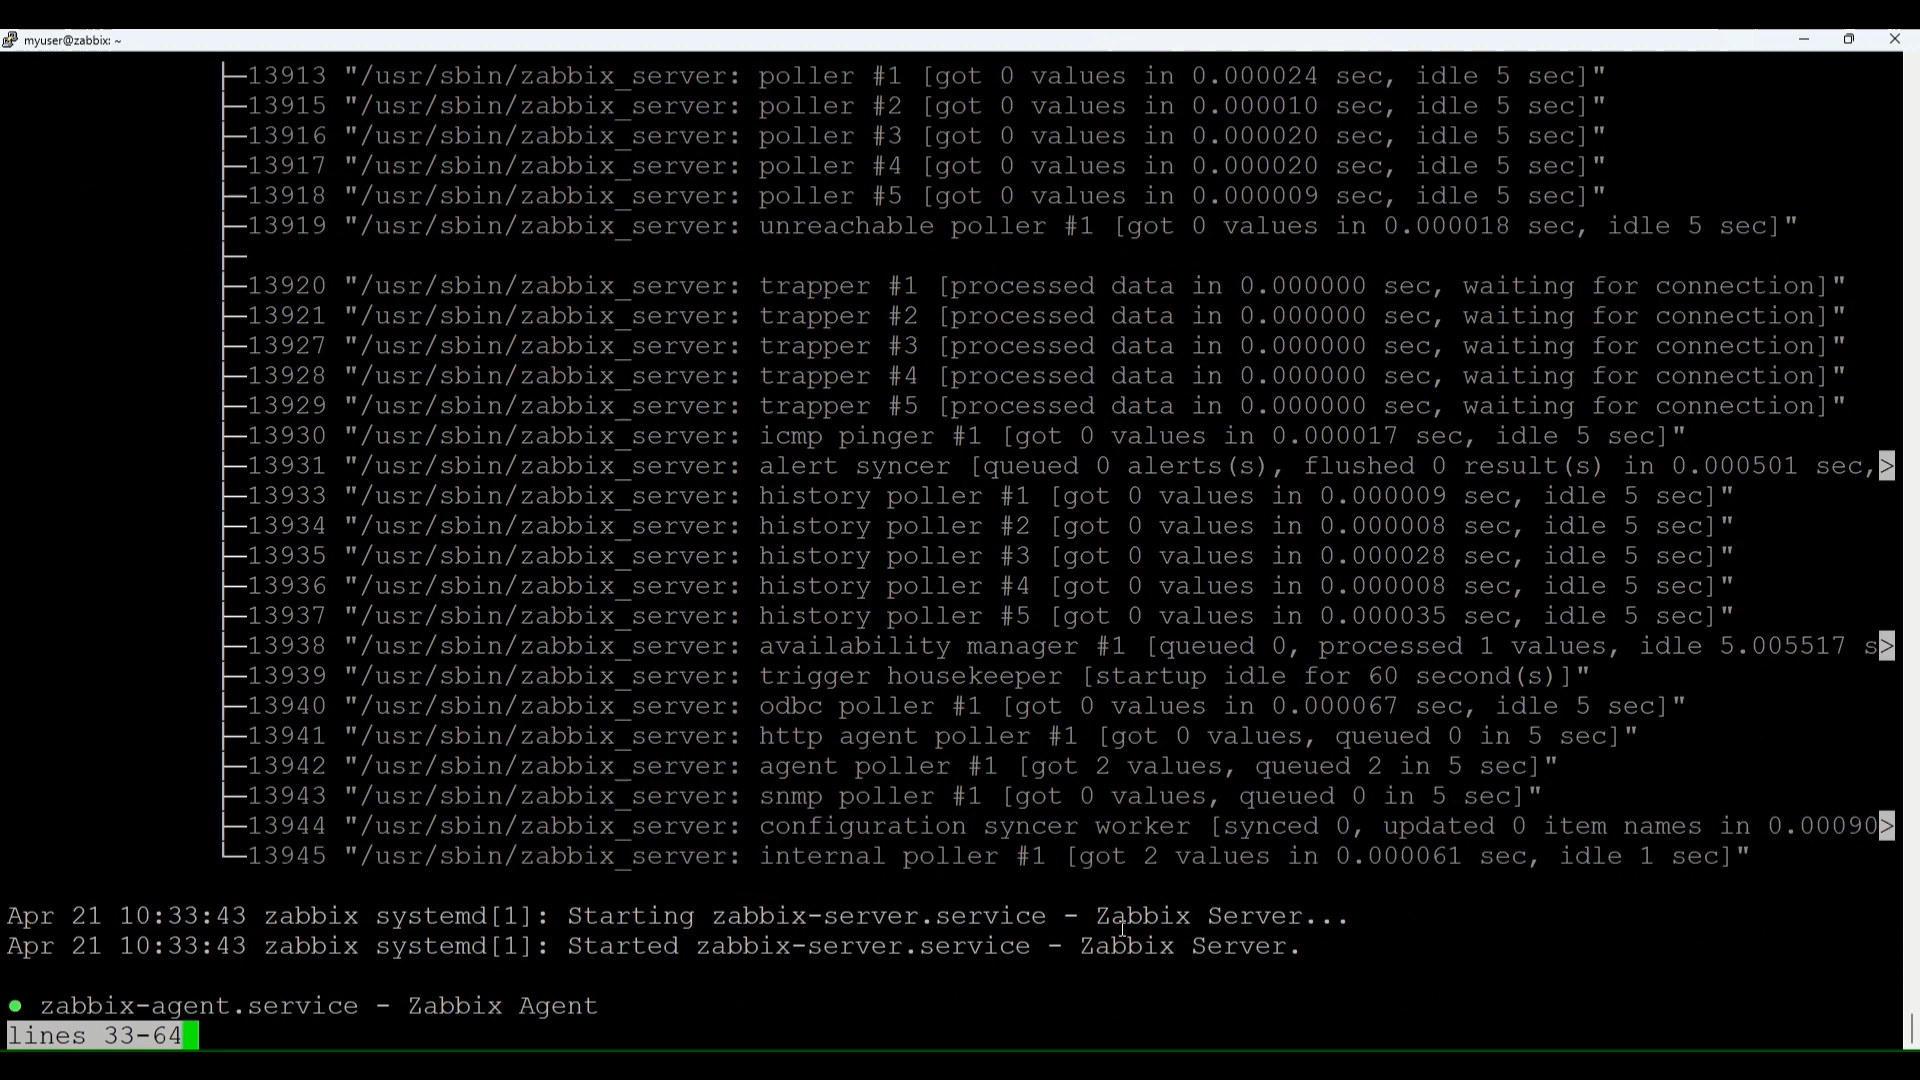 myuser@zabbix: ~
├─13913 "/usr/sbin/zabbix_server: poller #1 [got 0 values in 0.000024 sec, idle 5 sec]"
├─13915 "/usr/sbin/zabbix_server: poller #2 [got 0 values in 0.000010 sec, idle 5 sec]"
├─13916 "/usr/sbin/zabbix_server: poller #3 [got 0 values in 0.000020 sec, idle 5 sec]"
├─13917 "/usr/sbin/zabbix_server: poller #4 [got 0 values in 0.000020 sec, idle 5 sec]"
├─13918 "/usr/sbin/zabbix_server: poller #5 [got 0 values in 0.000009 sec, idle 5 sec]"
├─13919 "/usr/sbin/zabbix_server: unreachable poller #1 [got 0 values in 0.000018 sec, idle 5 sec]"
├─
├─13920 "/usr/sbin/zabbix_server: trapper #1 [processed data in 0.000000 sec, waiting for connection]"
├─13921 "/usr/sbin/zabbix_server: trapper #2 [processed data in 0.000000 sec, waiting for connection]"
├─13927 "/usr/sbin/zabbix_server: trapper #3 [processed data in 0.000000 sec, waiting for connection]"
├─13928 "/usr/sbin/zabbix_server: trapper #4 [processed data in 0.000000 sec, waiting for connection]"
├─13929 "/usr/sbin/zabbix_server: trapper #5 [processed data in 0.000000 sec, waiting for connection]"
├─13930 "/usr/sbin/zabbix_server: icmp pinger #1 [got 0 values in 0.000017 sec, idle 5 sec]"
├─13931 "/usr/sbin/zabbix_server: alert syncer [queued 0 alerts(s), flushed 0 result(s) in 0.000501 sec,>
├─13933 "/usr/sbin/zabbix_server: history poller #1 [got 0 values in 0.000009 sec, idle 5 sec]"
├─13934 "/usr/sbin/zabbix_server: history poller #2 [got 0 values in 0.000008 sec, idle 5 sec]"
├─13935 "/usr/sbin/zabbix_server: history poller #3 [got 0 values in 0.000028 sec, idle 5 sec]"
├─13936 "/usr/sbin/zabbix_server: history poller #4 [got 0 values in 0.000008 sec, idle 5 sec]"
├─13937 "/usr/sbin/zabbix_server: history poller #5 [got 0 values in 0.000035 sec, idle 5 sec]"
├─13938 "/usr/sbin/zabbix_server: availability manager #1 [queued 0, processed 1 values, idle 5.005517 s>
├─13939 "/usr/sbin/zabbix_server: trigger housekeeper [startup idle for 60 second(s)]"
├─13940 "/usr/sbin/zabbix_server: odbc poller #1 [got 0 values in 0.000067 sec, idle 5 sec]"
├─13941 "/usr/sbin/zabbix_server: http agent poller #1 [got 0 values, queued 0 in 5 sec]"
├─13942 "/usr/sbin/zabbix_server: agent poller #1 [got 2 values, queued 2 in 5 sec]"
├─13943 "/usr/sbin/zabbix_server: snmp poller #1 [got 0 values, queued 0 in 5 sec]"
├─13944 "/usr/sbin/zabbix_server: configuration syncer worker [synced 0, updated 0 item names in 0.00090>
└─13945 "/usr/sbin/zabbix_server: internal poller #1 [got 2 values in 0.000061 sec, idle 1 sec]"
Apr 21 10:33:43 zabbix systemd[1]: Starting zabbix-server.service - Zabbix Server...
Apr 21 10:33:43 zabbix systemd[1]: Started zabbix-server.service - Zabbix Server.
● zabbix-agent.service - Zabbix Agent
lines 33-64